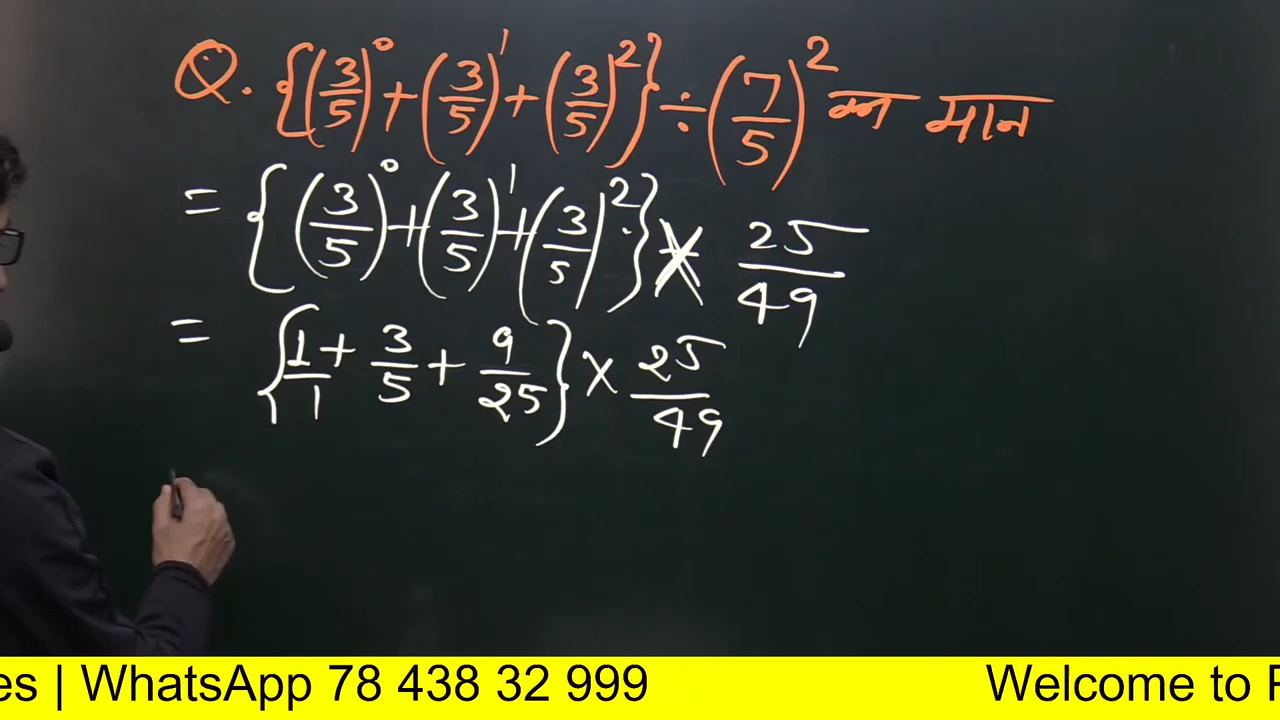 Q. {(3/5)⁰ + (3/5)¹ + (3/5)²} ÷ (7/5)² का मान
= {(3/5)⁰ + (3/5)¹ + (3/5)²} × 25/49
= {1/1 + 3/5 + 9/25} × 25/49
es | WhatsApp 78 438 32 999 Welcome to